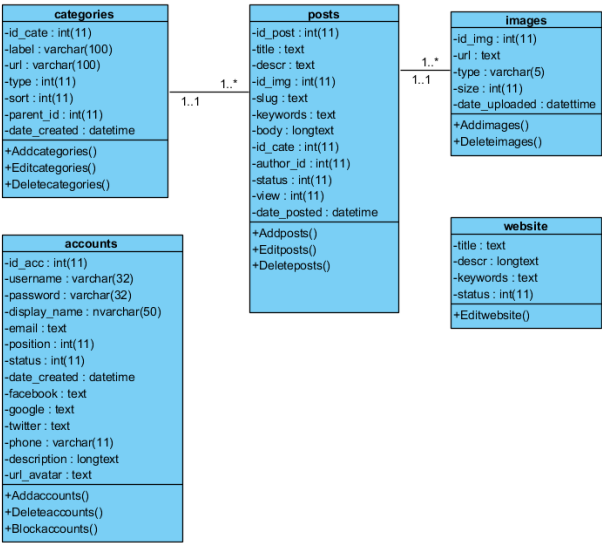 categories
-id_cate : int(11)
-label : varchar(100)
-url : varchar(100)
-type : int(11)
-sort : int(11)
-parent_id : int(11)
-date_created : datetime
+Addcategories()
+Editcategories()
+Deletecategories()
1..1
1..*
posts
-id_post : int(11)
-title : text
-descr : text
-id_img : int(11)
-slug : text
-keywords : text
-body : longtext
-id_cate : int(11)
-author_id : int(11)
-status : int(11)
-view : int(11)
-date_posted : datetime
+Addposts()
+Editposts()
+Deleteposts()
1..*
1..1
images
-id_img : int(11)
-url : text
-type : varchar(5)
-size : int(11)
-date_uploaded : datettime
+Addimages()
+Deleteimages()
accounts
-id_acc : int(11)
-username : varchar(32)
-password : varchar(32)
-display_name : nvarchar(50)
-email : text
-position : int(11)
-status : int(11)
-date_created : datetime
-facebook : text
-google : text
-twitter : text
-phone : varchar(11)
-description : longtext
-url_avatar : text
+Addaccounts()
+Deleteaccounts()
+Blockaccounts()
website
-title : text
-descr : longtext
-keywords : text
-status : int(11)
+Editwebsite()